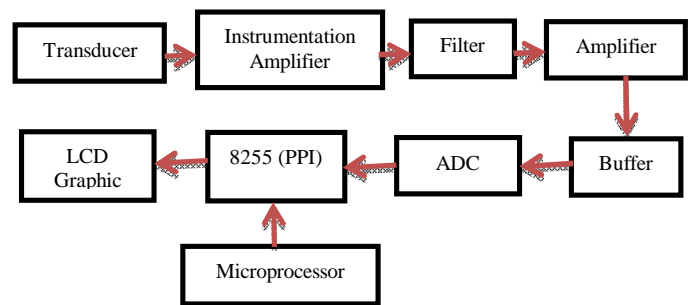 Transducer
Instrumentation
Amplifier
Filter
Amplifier
LCD
Graphic
8255 (PPI)
ADC
Buffer
Microprocessor